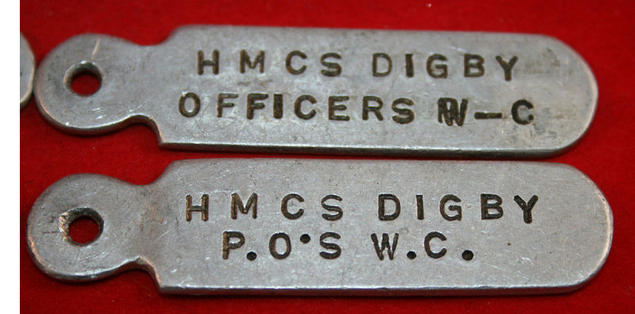 HMCS DIGBY
OFFICERS W-C
HMCS DIGBY
P.O'S W.C.